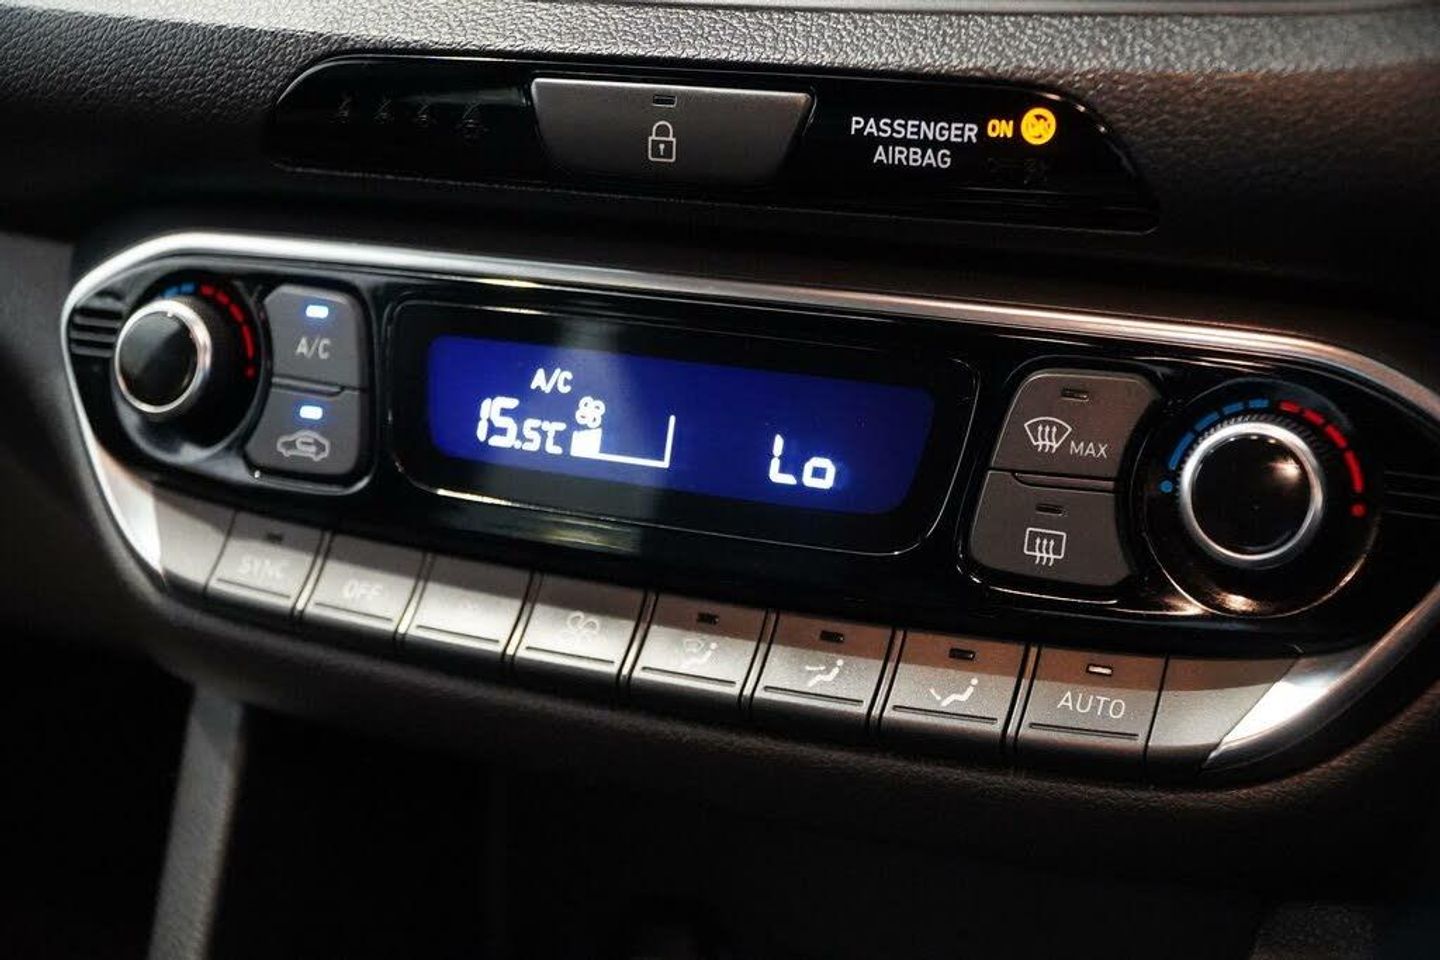 PASSENGER ON
AIRBAG
A/C
A/C
15.5°C
Lo
MAX
SYNC
OFF
AUTO